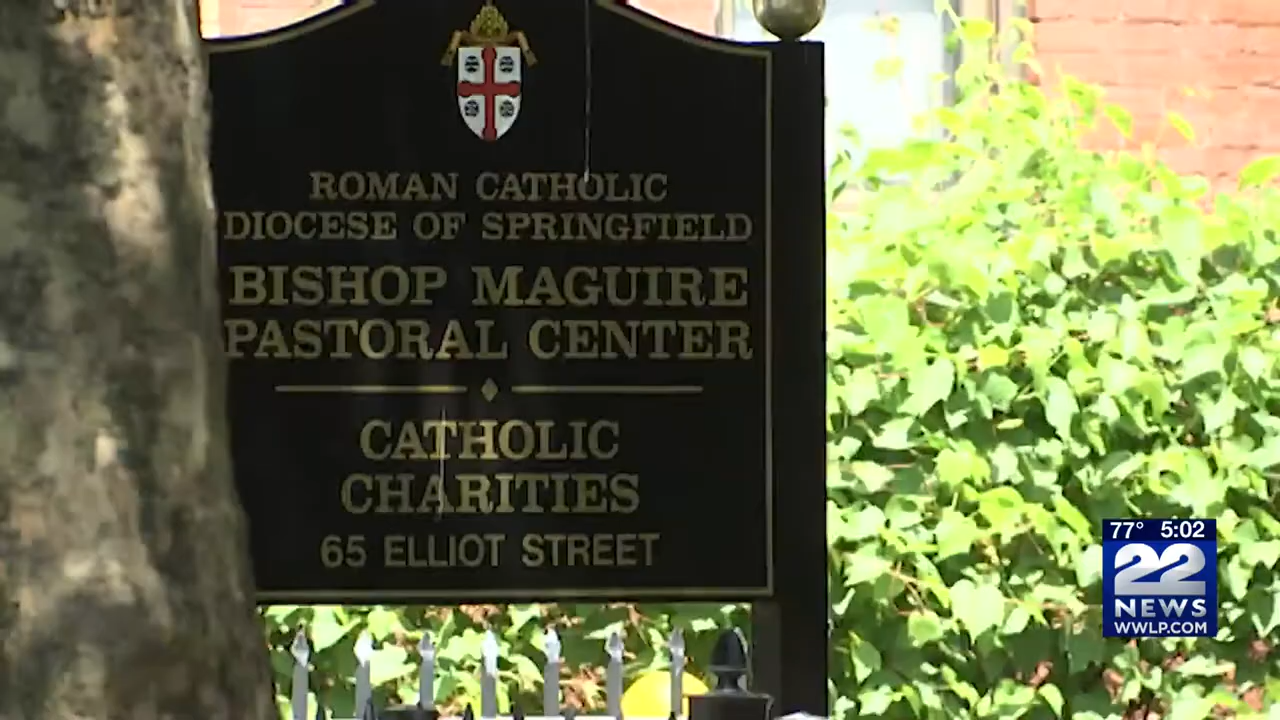 ROMAN CATHOLIC
DIOCESE OF SPRINGFIELD
BISHOP MAGUIRE
PASTORAL CENTER
CATHOLIC
CHARITIES
65 ELLIOT STREET
77° 5:02
22
NEWS
WWLP.COM